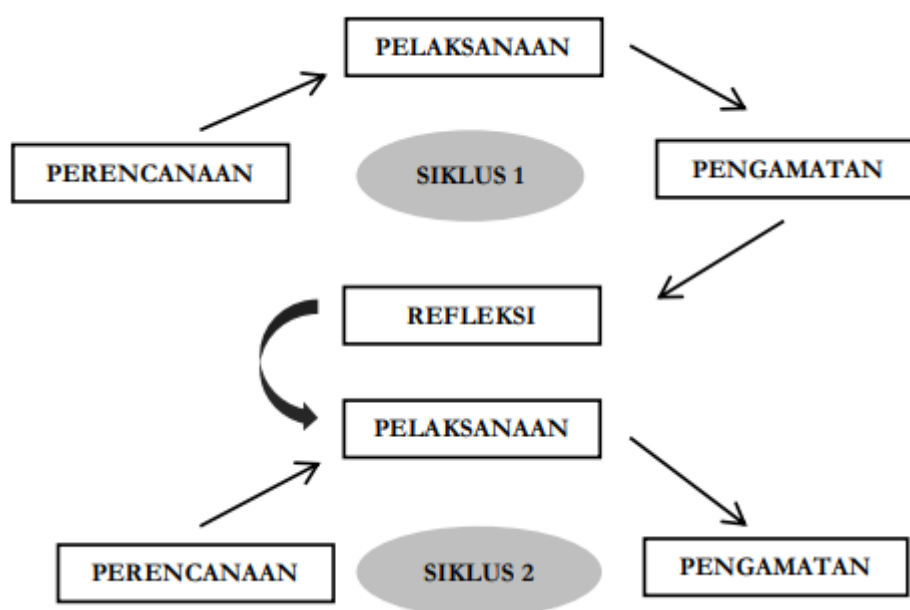 PELAKSANAAN
PERENCANAAN
SIKLUS 1
PENGAMATAN
REFLEKSI
PELAKSANAAN
PERENCANAAN
SIKLUS 2
PENGAMATAN